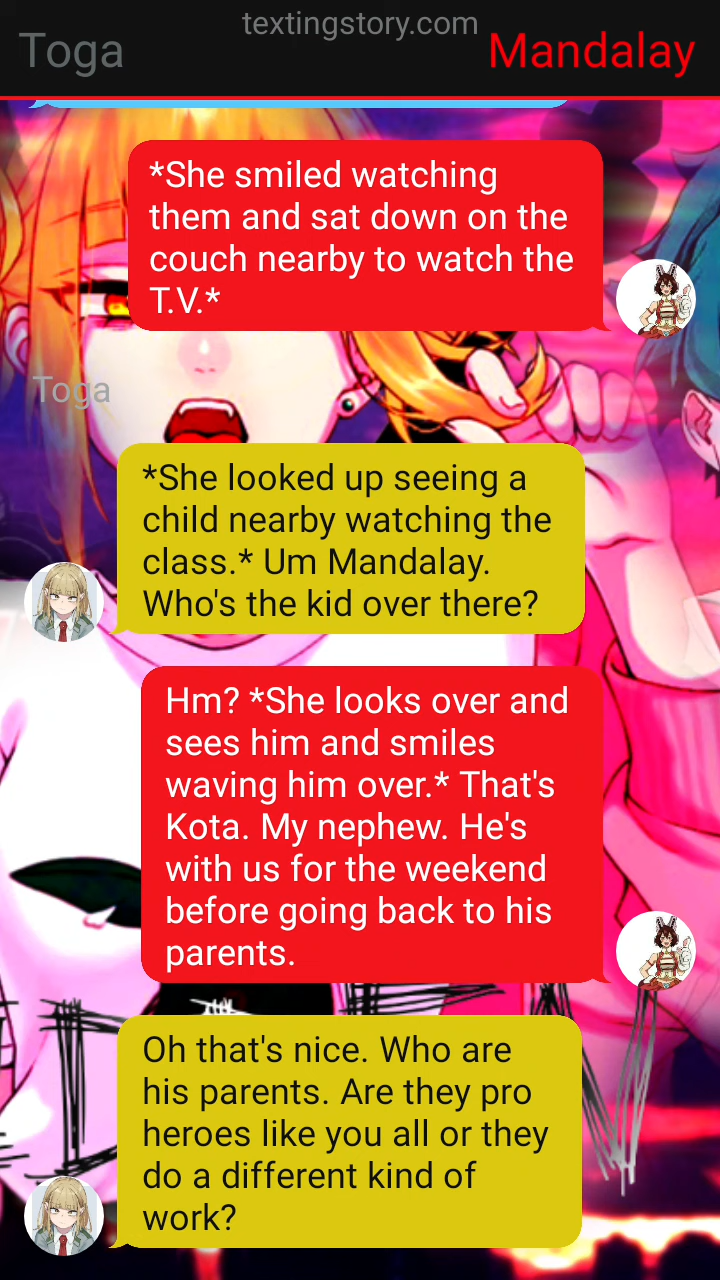 textingstory.com
Toga
Mandalay
*She smiled watching
them and sat down on the
couch nearby to watch the
T.V.*
Toga
*She looked up seeing a
child nearby watching the
class.* Um Mandalay.
Who's the kid over there?
Hm? *She looks over and
sees him and smiles
waving him over.* That's
Kota. My nephew. He's
with us for the weekend
before going back to his
parents.
Oh that's nice. Who are
his parents. Are they pro
heroes like you all or they
do a different kind of
work?